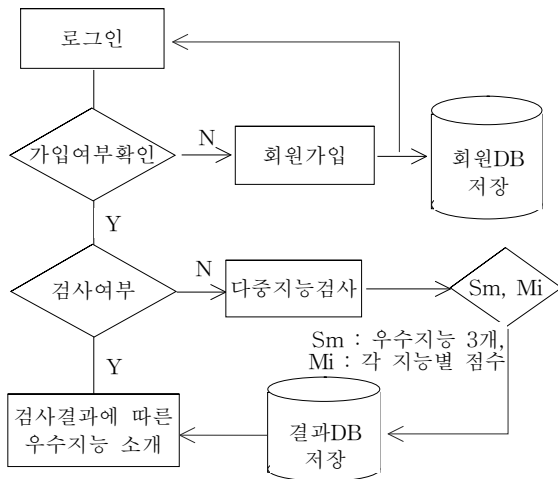 로그인
가입여부확인
N
회원가입
회원DB
저장
Y
검사여부
N
다중지능검사
Sm, Mi
Sm : 우수지능 3개,
Mi : 각 지능별 점수
Y
검사결과에 따른
우수지능 소개
결과DB
저장